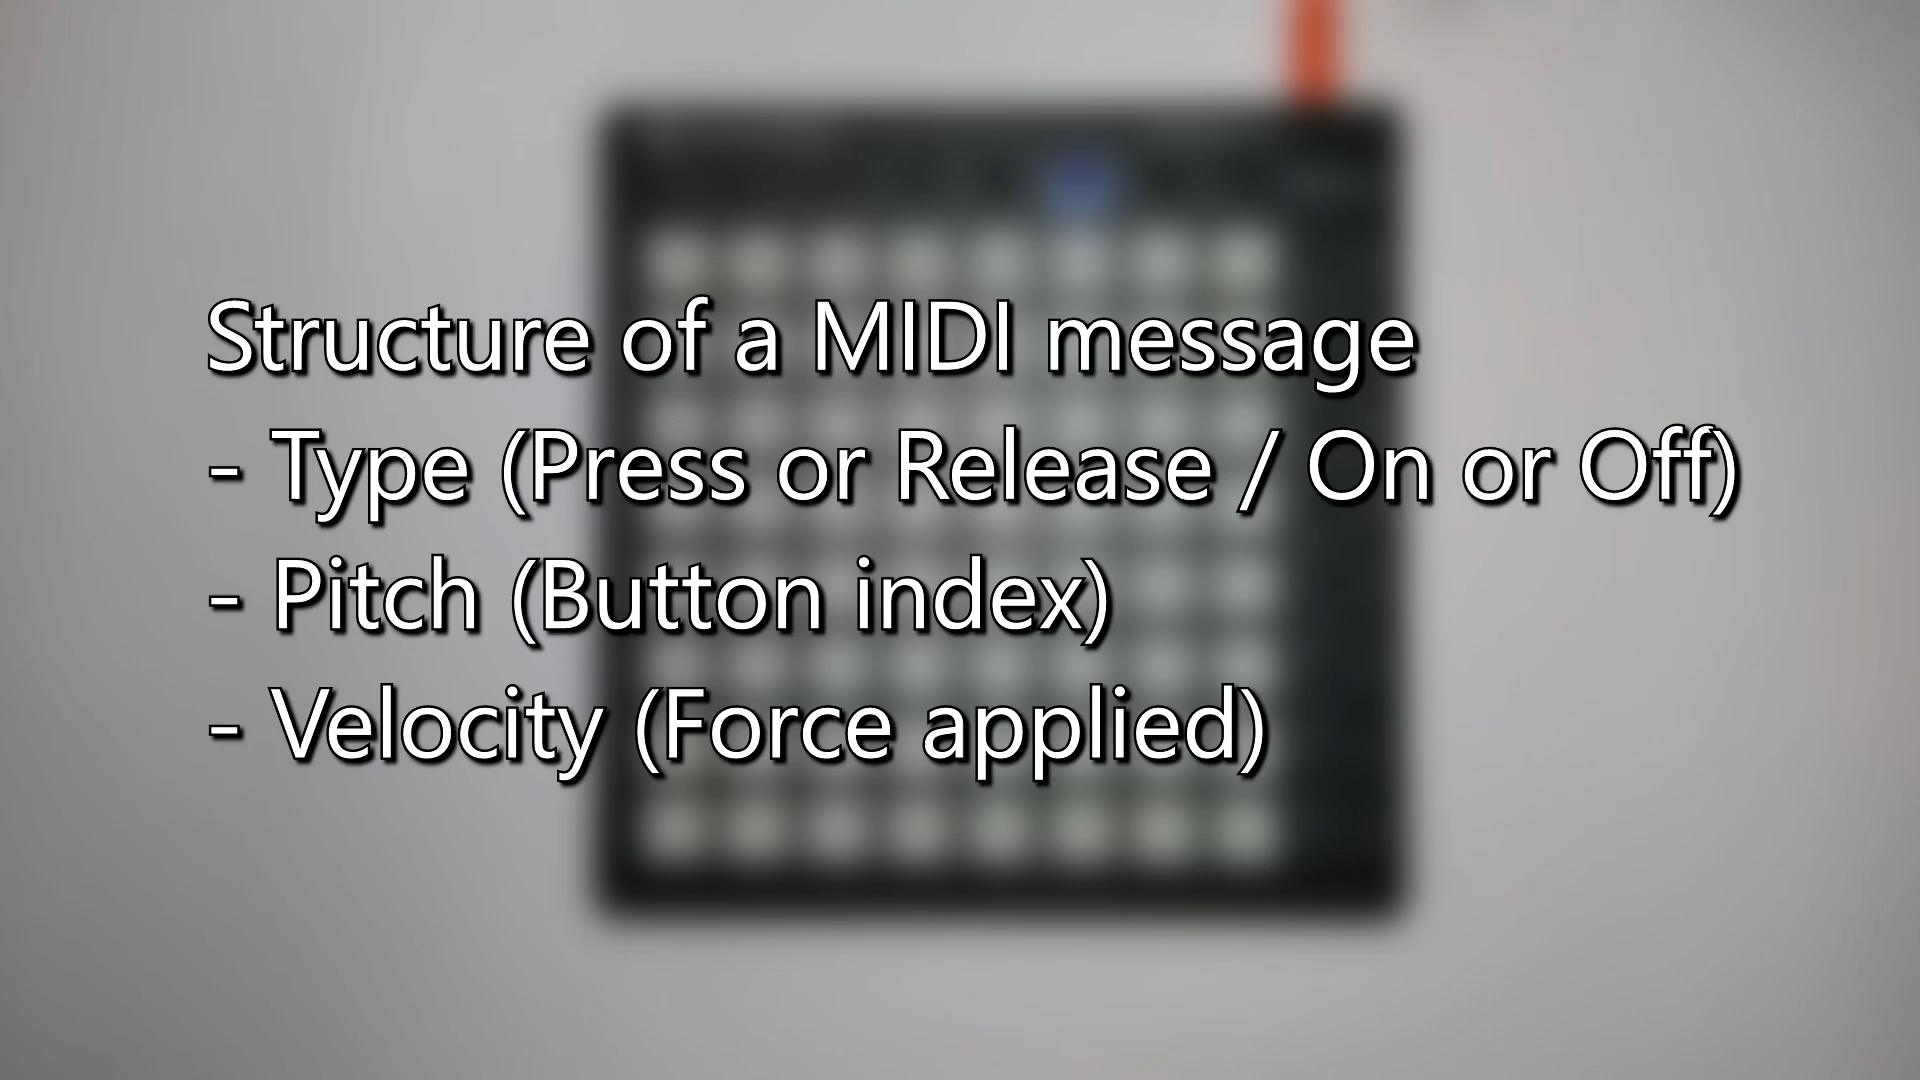 Structure of a MIDI message
- Type (Press or Release / On or Off)
- Pitch (Button index)
- Velocity (Force applied)